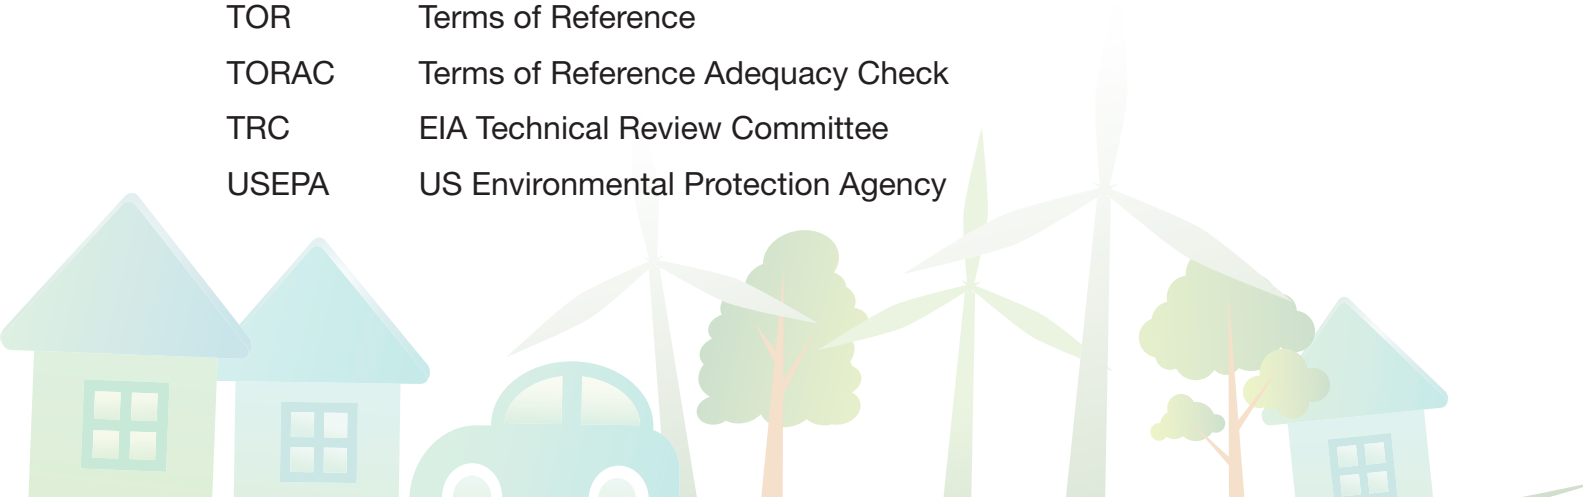 TOR Terms of Reference
TORAC Terms of Reference Adequacy Check
TRC EIA Technical Review Committee
USEPA US Environmental Protection Agency